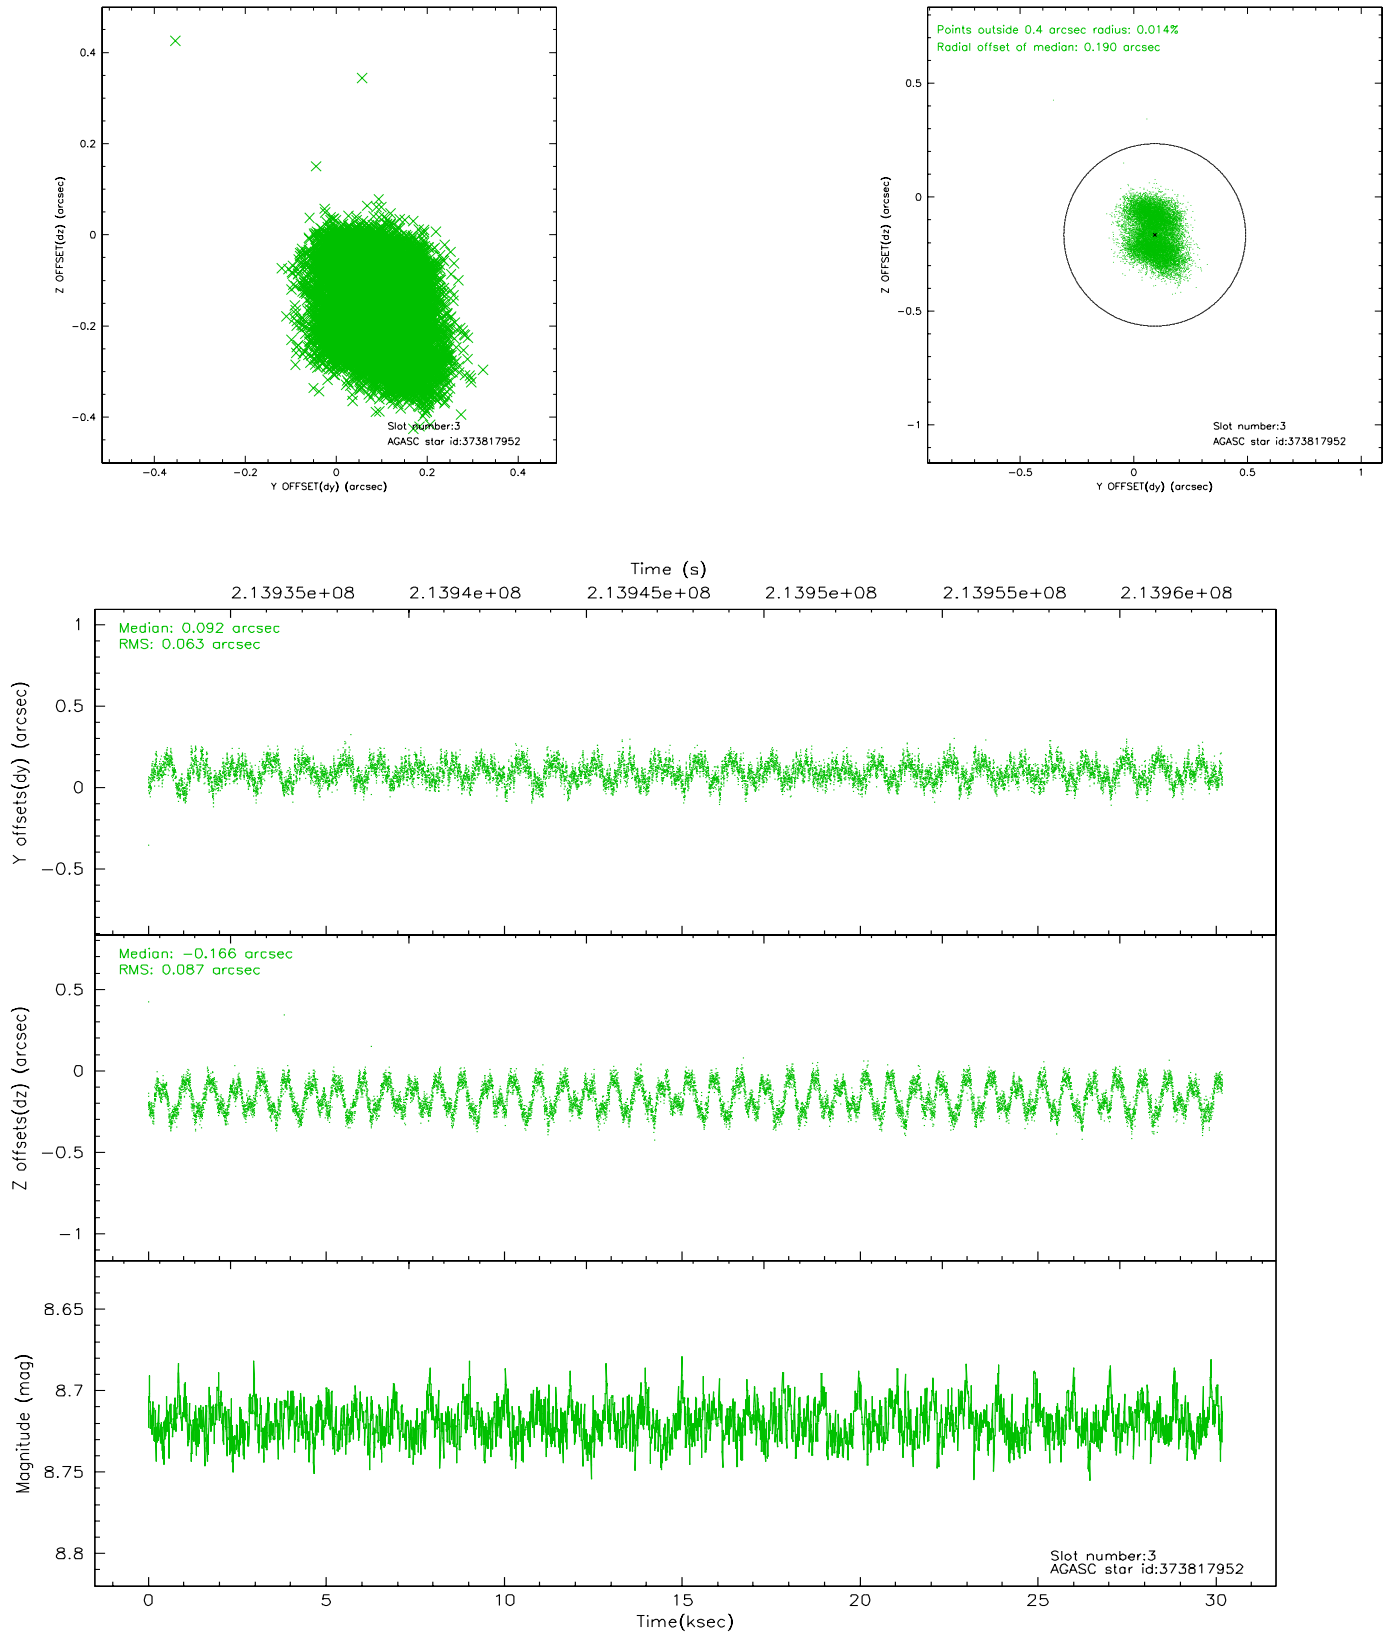 0.4
0.2
0
−0.2
−0.4
Z OFFSET(dz) (arcsec)
−0.4
−0.2
0
0.2
0.4
Y OFFSET(dy) (arcsec)
Slot number:3
AGASC star id:373817952
Points outside 0.4 arcsec radius: 0.014%
Radial offset of median: 0.190 arcsec
0.5
0
−0.5
−1
Z OFFSET(dz) (arcsec)
−0.5
0
0.5
1
Y OFFSET(dy) (arcsec)
Slot number:3
AGASC star id:373817952
Time (s)
2.13935e+08
2.1394e+08
2.13945e+08
2.1395e+08
2.13955e+08
2.1396e+08
Median: 0.092 arcsec
RMS: 0.063 arcsec
1
0.5
0
−0.5
Y offsets(dy) (arcsec)
Median: −0.166 arcsec
RMS: 0.087 arcsec
0.5
0
−0.5
−1
Z offsets(dz) (arcsec)
8.65
8.7
8.75
8.8
Magnitude (mag)
Slot number:3
AGASC star id:373817952
0
5
10
15
20
25
30
Time(ksec)